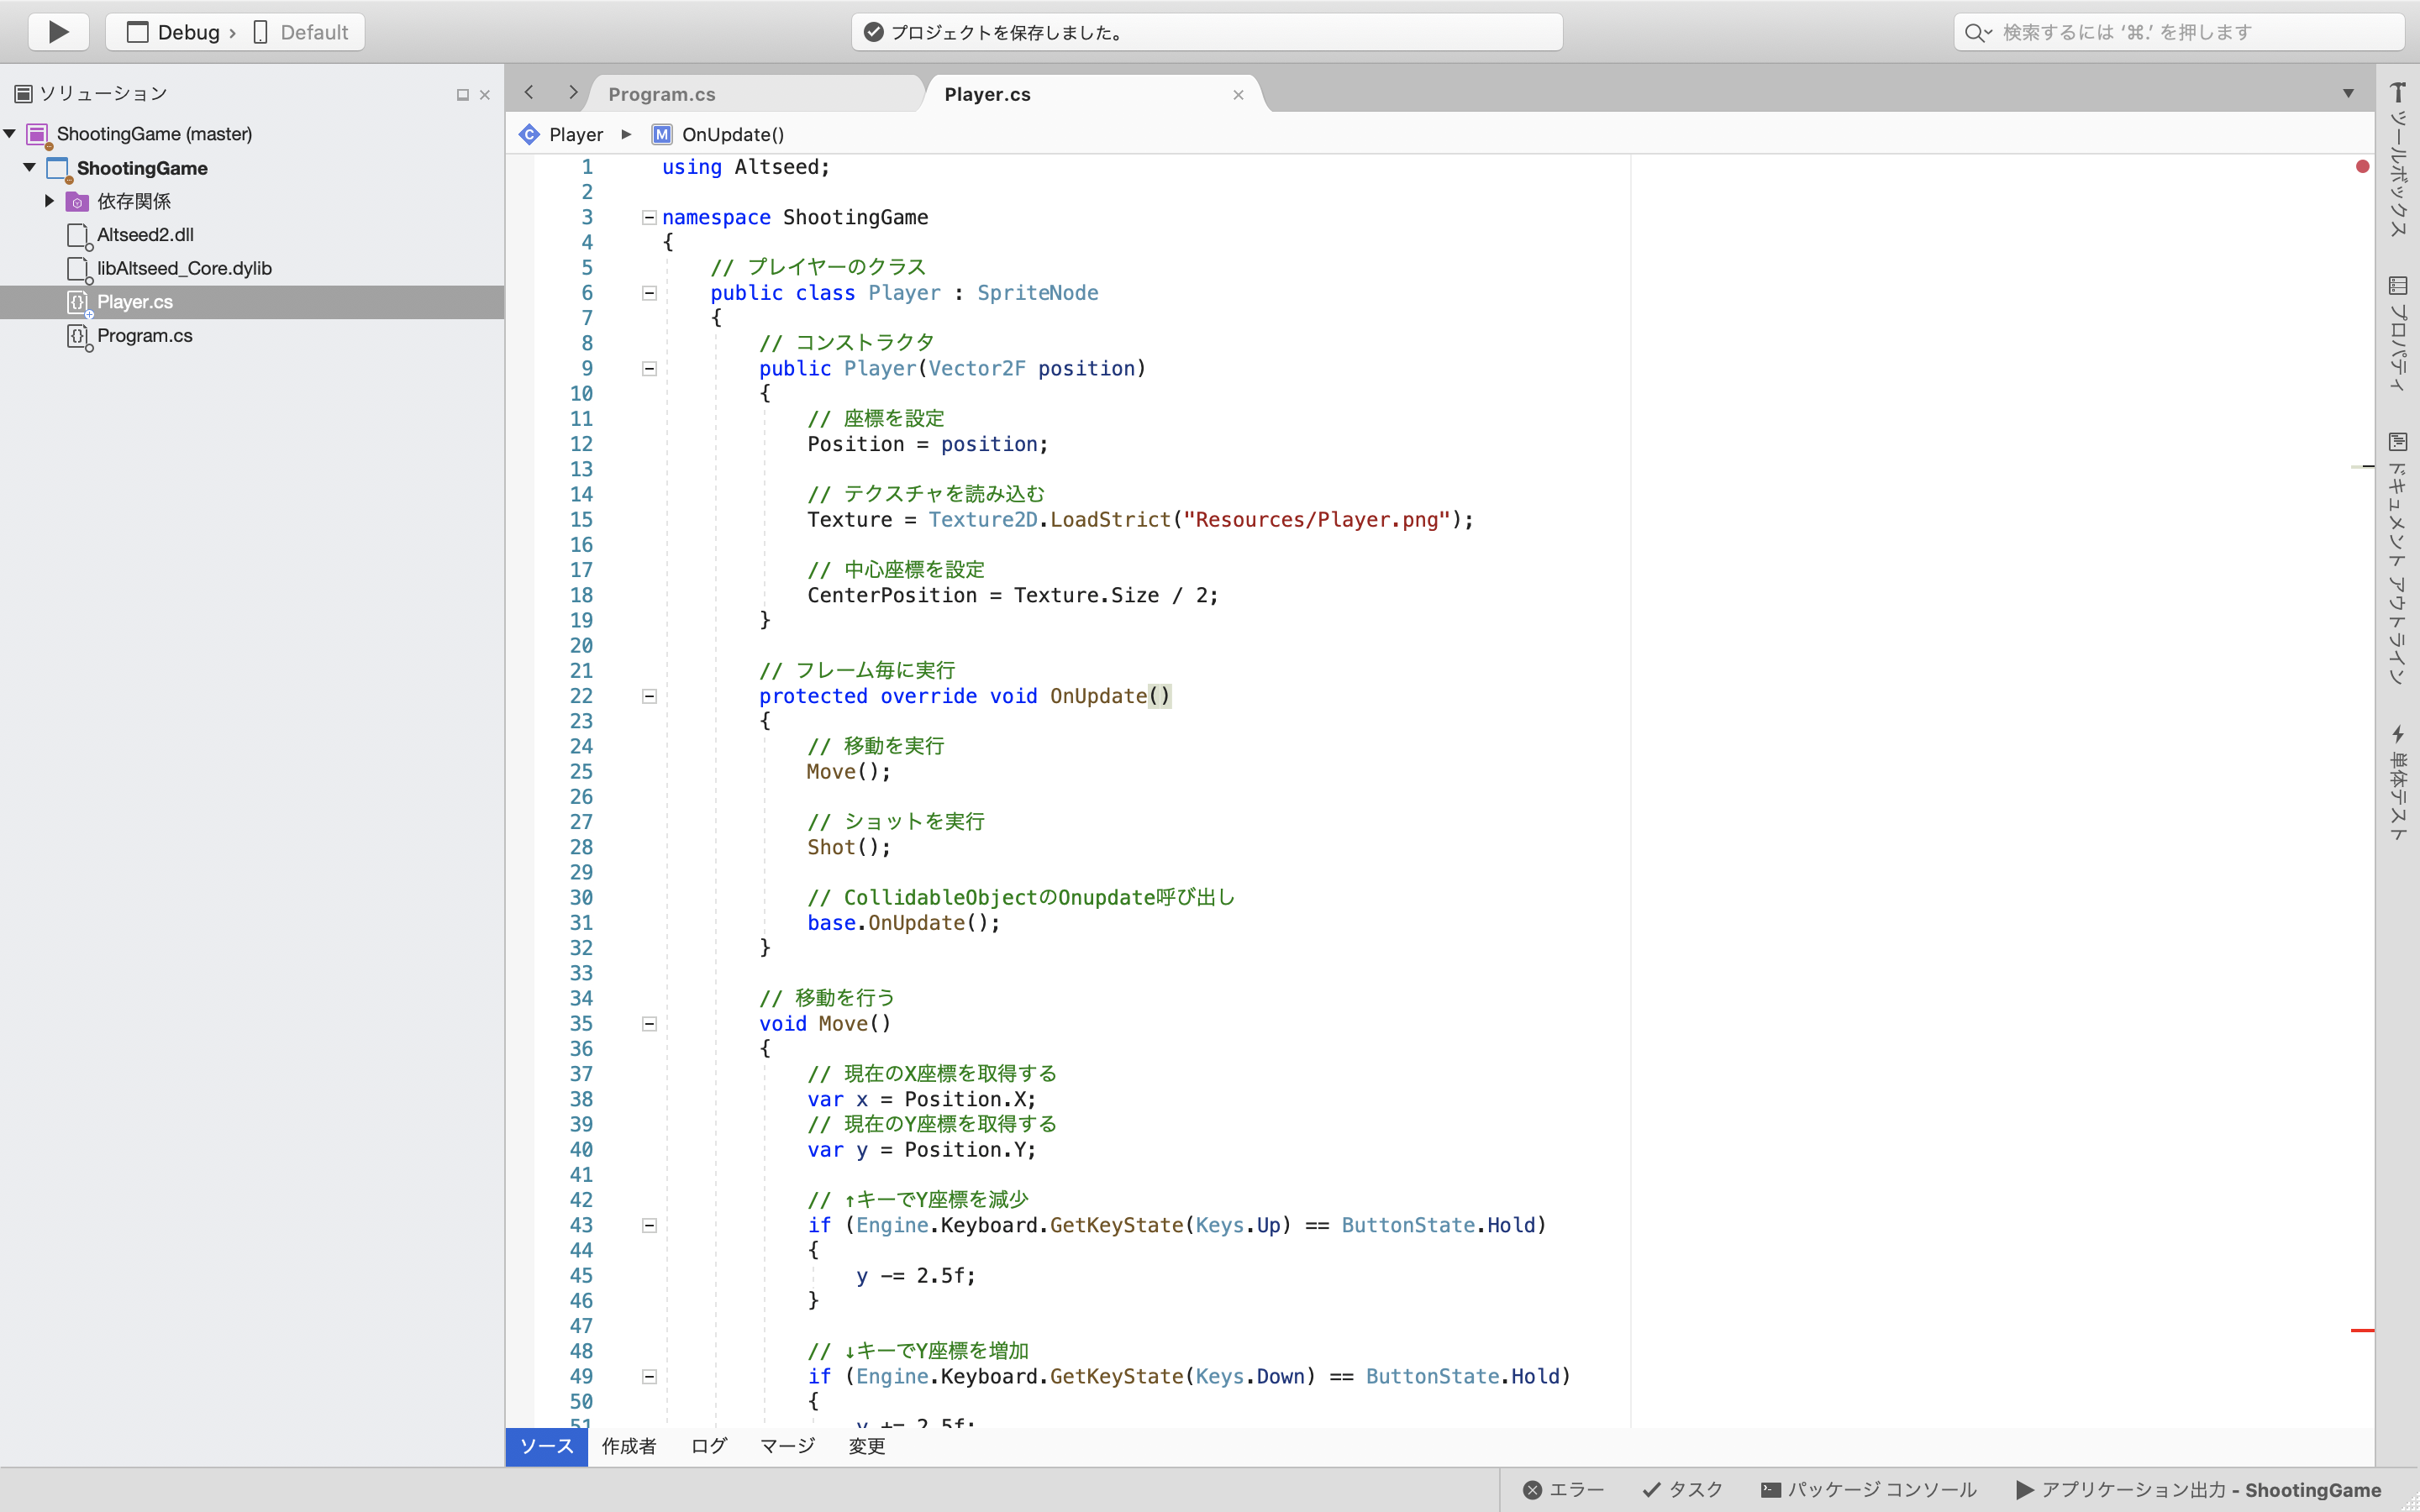 Debug › Default
プロジェクトを保存しました。
検索するには ‘⌘.’ を押します
ソリューション
ShootingGame (master)
ShootingGame
依存関係
Altseed2.dll
libAltseed_Core.dylib
Player.cs
Program.cs
Program.cs
Player.cs
Player ▶ M OnUpdate()
1 using Altseed;
2
3 namespace ShootingGame
4 {
5 // プレイヤーのクラス
6 public class Player : SpriteNode
7 {
8 // コンストラクタ
9 public Player(Vector2F position)
10 {
11 // 座標を設定
12 Position = position;
13
14 // テクスチャを読み込む
15 Texture = Texture2D.LoadStrict("Resources/Player.png");
16
17 // 中心座標を設定
18 CenterPosition = Texture.Size / 2;
19 }
20
21 // フレーム毎に実行
22 protected override void OnUpdate()
23 {
24 // 移動を実行
25 Move();
26
27 // ショットを実行
28 Shot();
29
30 // CollidableObjectのOnupdate呼び出し
31 base.OnUpdate();
32 }
33
34 // 移動を行う
35 void Move()
36 {
37 // 現在のX座標を取得する
38 var x = Position.X;
39 // 現在のY座標を取得する
40 var y = Position.Y;
41
42 // ↑キーでY座標を減少
43 if (Engine.Keyboard.GetKeyState(Keys.Up) == ButtonState.Hold)
44 {
45 y -= 2.5f;
46 }
47
48 // ↓キーでY座標を増加
49 if (Engine.Keyboard.GetKeyState(Keys.Down) == ButtonState.Hold)
50 {
51 y += 2.5f;
ソース 作成者 ログ マージ 変更
ツールボックス
プロパティ
ドキュメント アウトライン
単体テスト
エラー タスク パッケージ コンソール アプリケーション出力 - ShootingGame